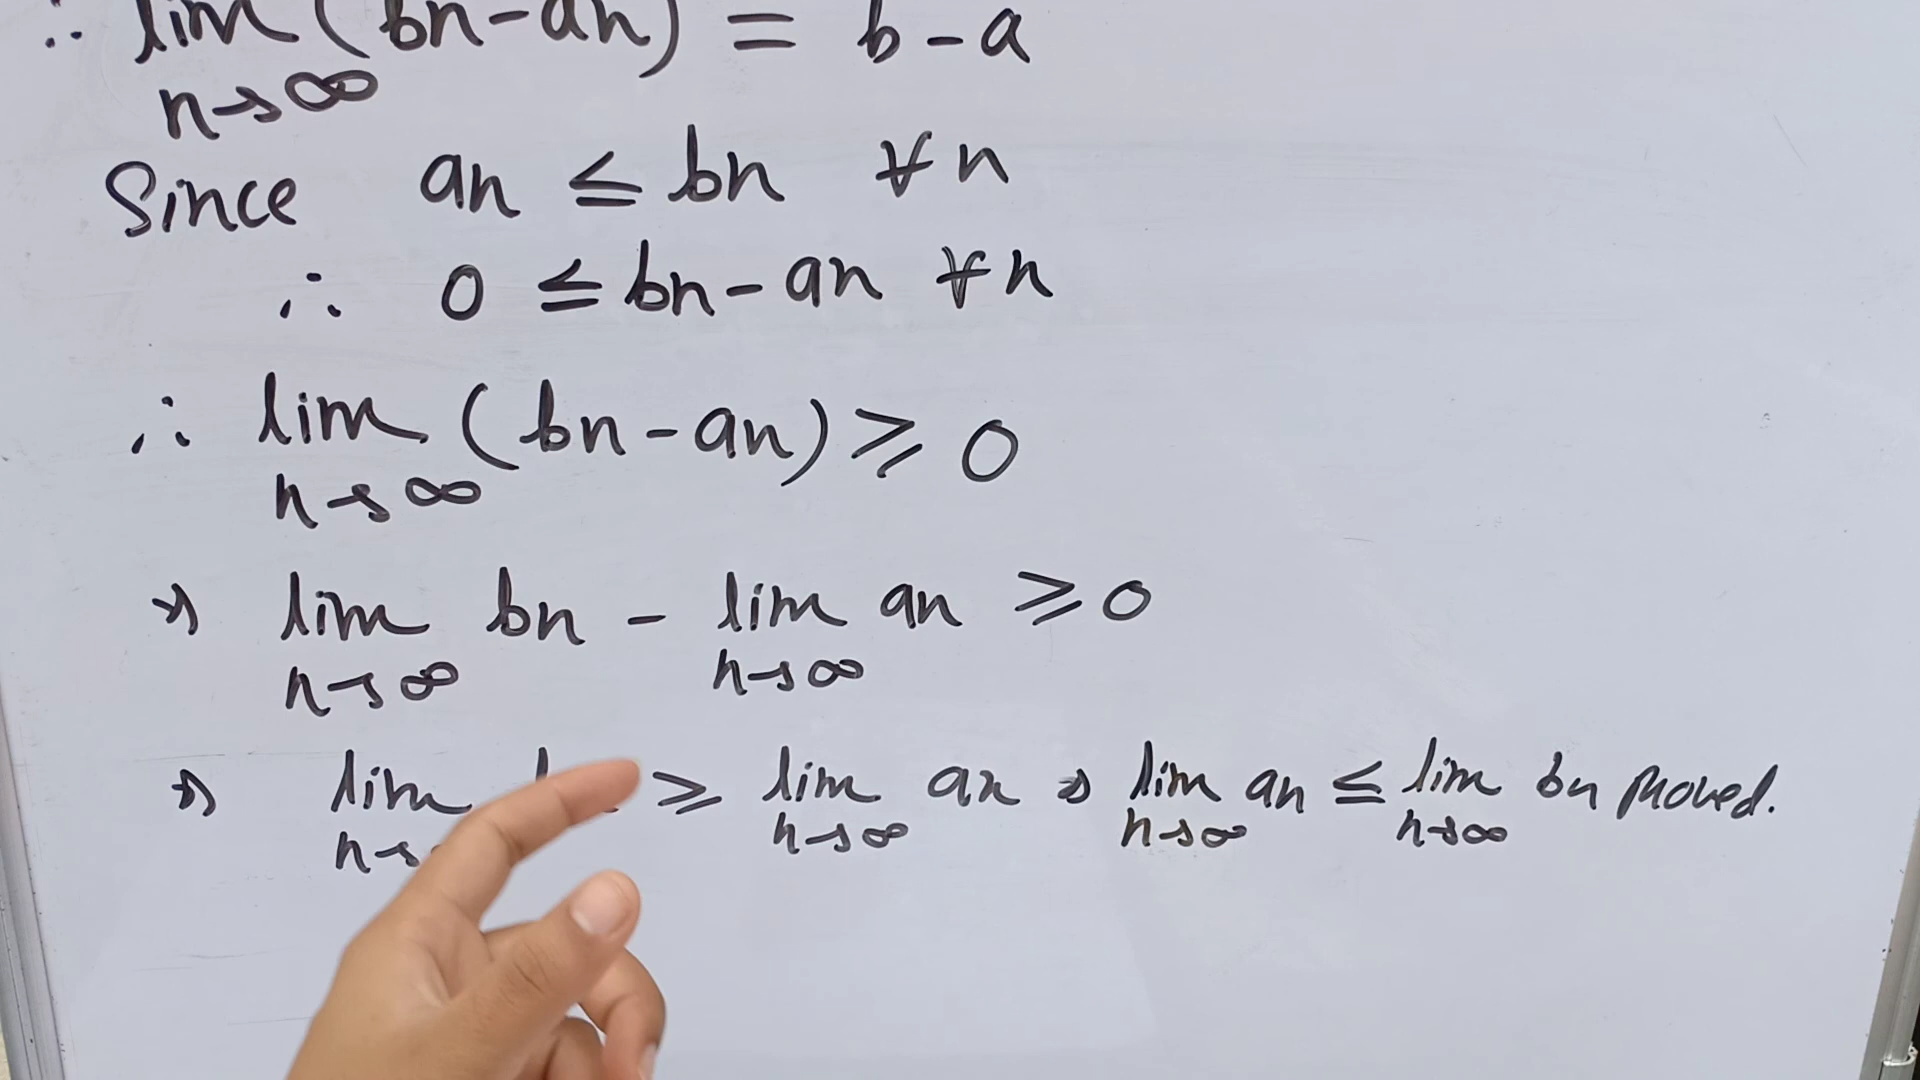 ∴ lim (bn-an) = b-a
n→∞
Since an ≤ bn ∀n
∴ 0 ≤ bn-an ∀n
∴ lim (bn-an) ≥ 0
n→∞
⇒ lim bn - lim an ≥ 0
n→∞ n→∞
⇒ lim ≥ lim an ⇒ lim an ≤ lim bn proved.
n→∞ n→∞ n→∞